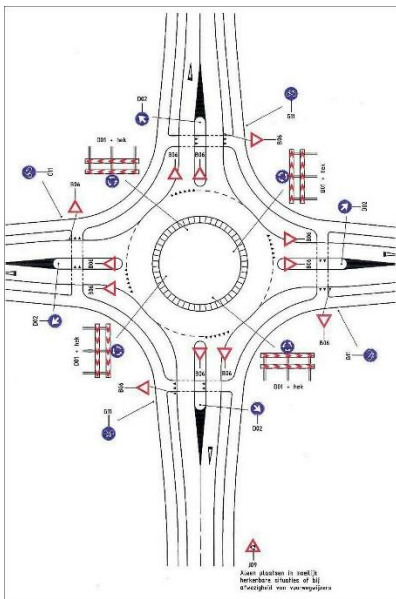 D02
G11
B06
D01 + hek
B06
B06
D01 + hek
G11
B06
D02
B06
B06
B06
B06
D02
D01 + hek
B06
G11
B06
B06
B06
D01 + hek
G11
D02
J09
Alleen plaatsen in moeilijk
herkenbare situaties of bij
afwezigheid van voorwegwijzers